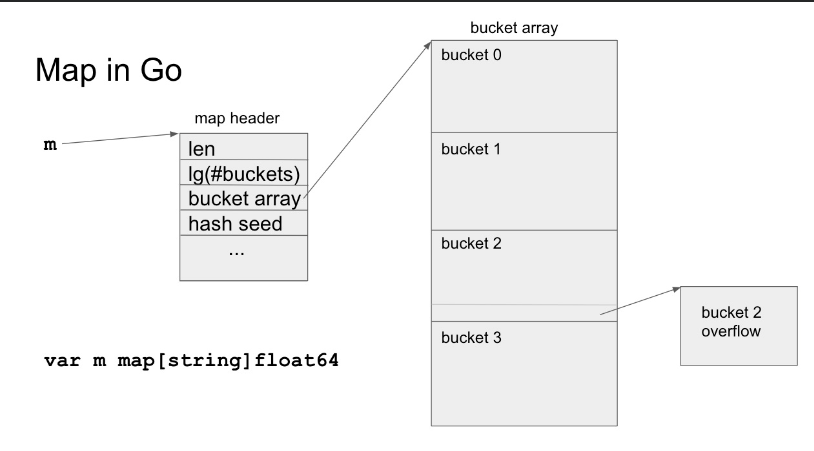 Map in Go
m
map header
len
lg(#buckets)
bucket array
hash seed
...
var m map[string]float64
bucket array
bucket 0
bucket 1
bucket 2
bucket 3
bucket 2
overflow